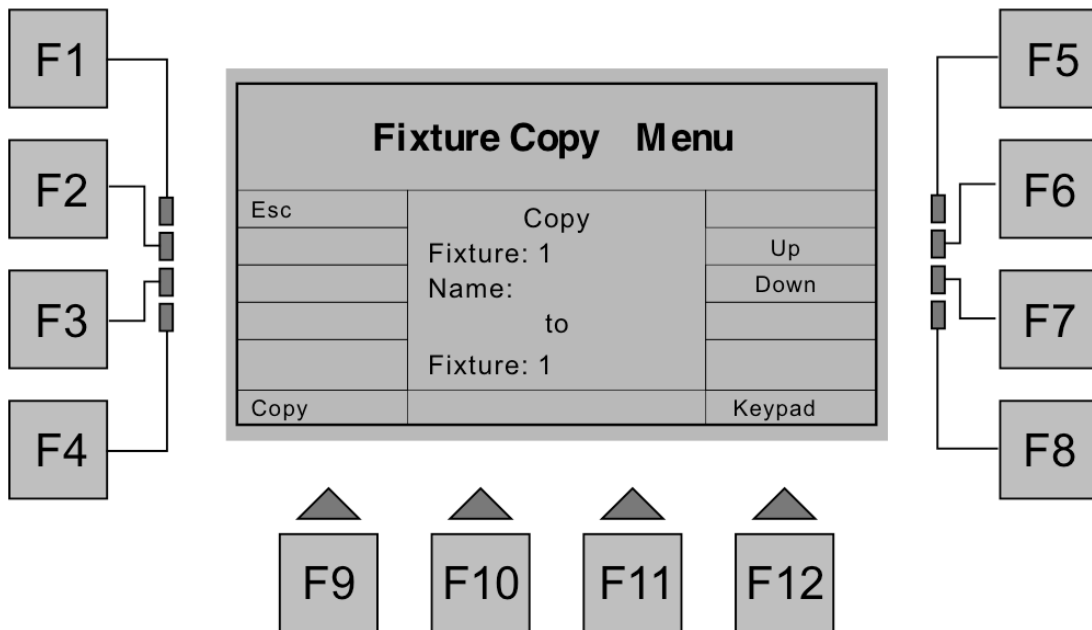 F1
F2
F3
F4
Fixture Copy Menu
Esc
Copy
Fixture: 1
Name:
to
Fixture: 1
Copy
Up
Down
Keypad
F5
F6
F7
F8
F9 F10 F11 F12